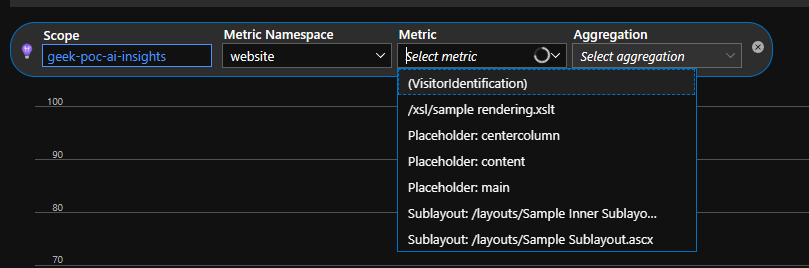 Scope
Metric Namespace
Metric
Aggregation
geek-poc-ai-insights
website
Select metric
Select aggregation
(VisitorIdentification)
/xsl/sample rendering.xslt
Placeholder: centercolumn
Placeholder: content
Placeholder: main
Sublayout: /layouts/Sample Inner Sublayo...
Sublayout: /layouts/Sample Sublayout.ascx
100
90
80
70